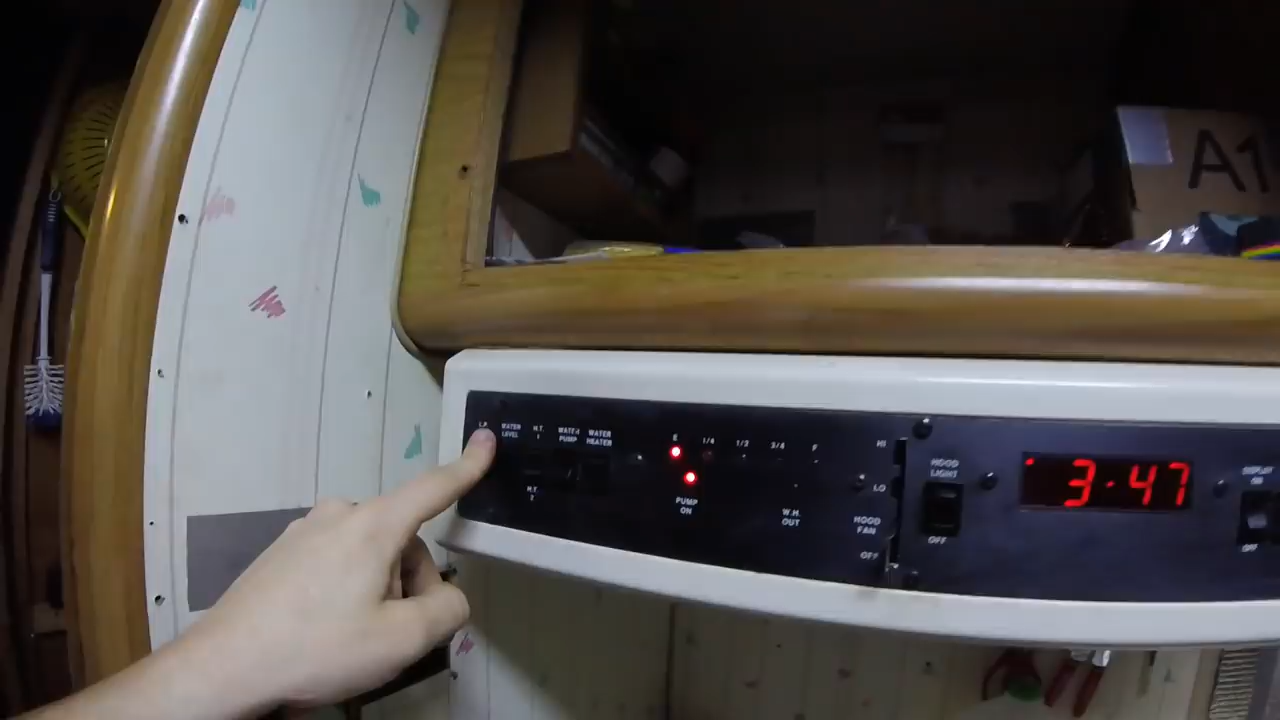 A1
L.P.
WATER
LEVEL
H.T.
1
WATER
PUMP
WATER
HEATER
H.T.
2
E
1/4
1/2
3/4
F
PUMP
ON
W.H.
OUT
HI
LO
HOOD
FAN
OFF
HOOD
LIGHT
OFF
3:47
DISPLAY
ON
OFF